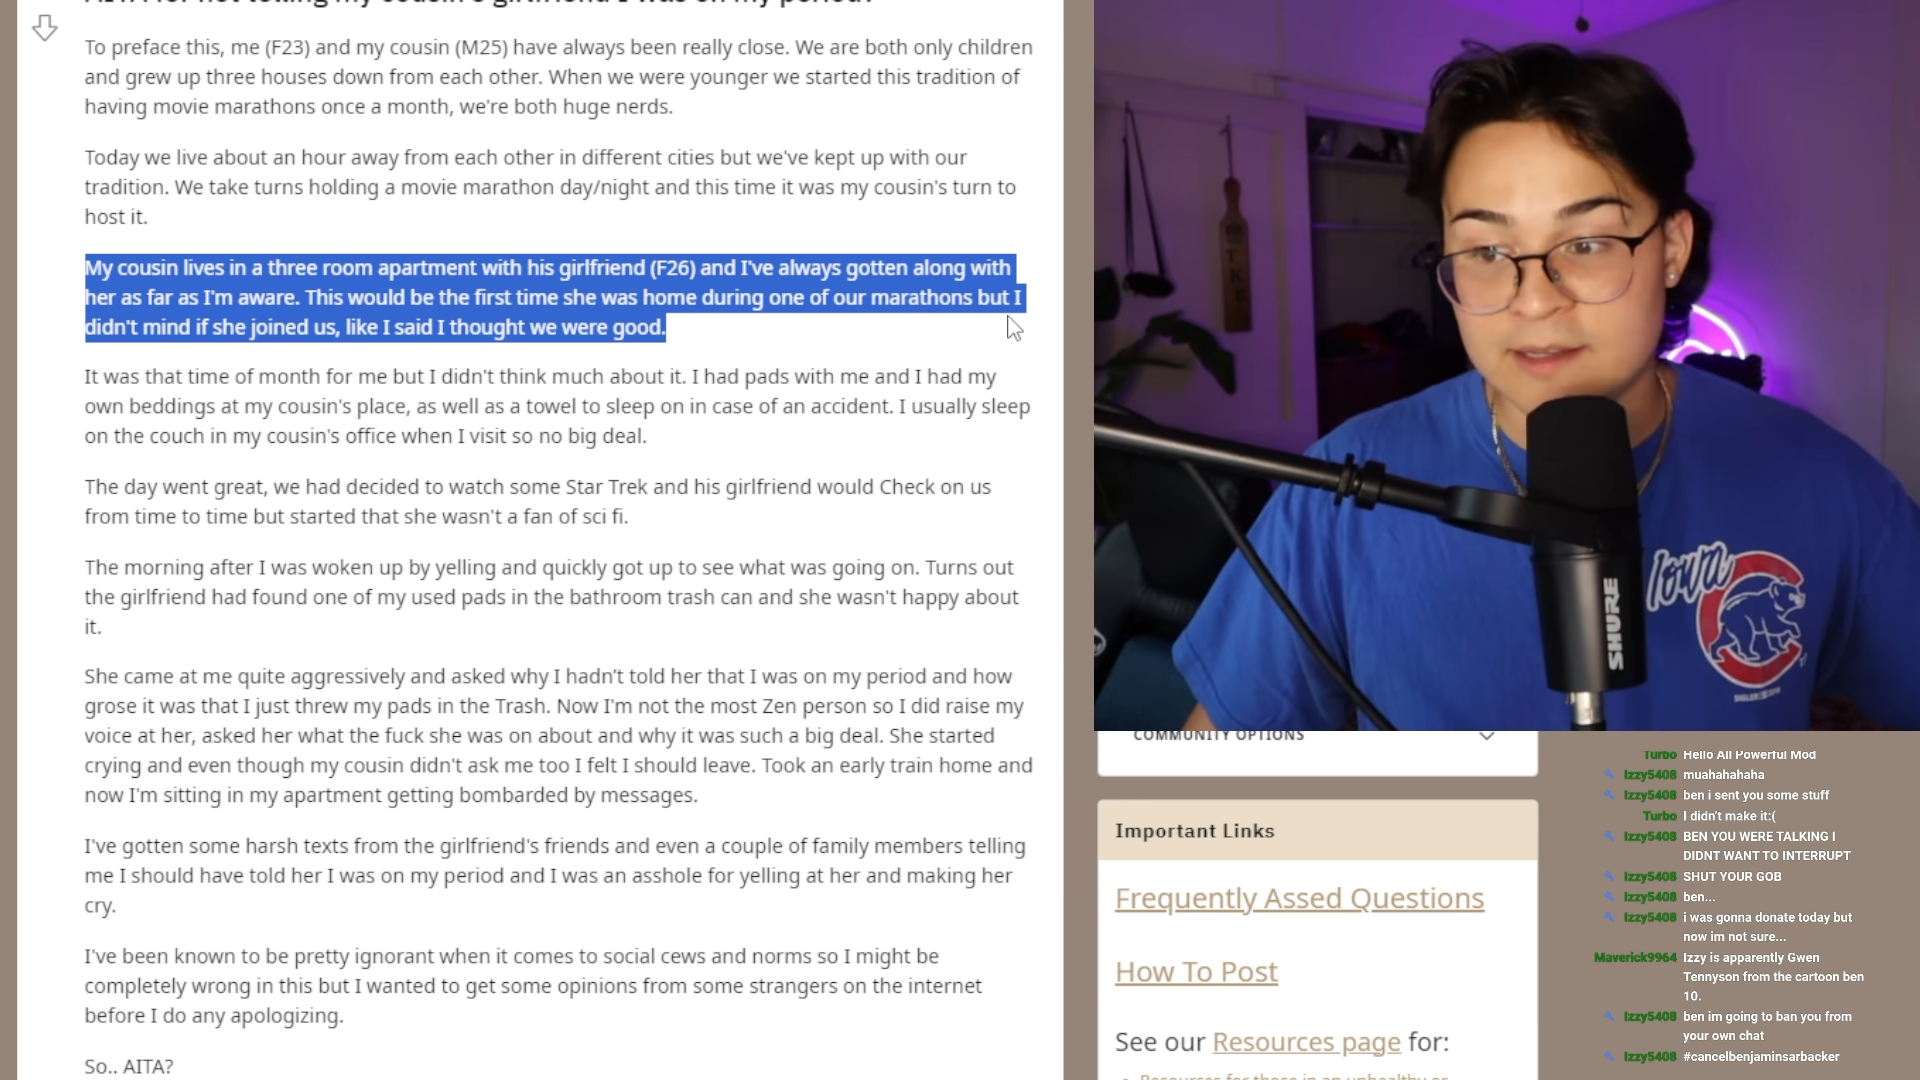 AITA for not telling my cousin's girlfriend I was on my period?
To preface this, me (F23) and my cousin (M25) have always been really close. We are both only children
and grew up three houses down from each other. When we were younger we started this tradition of
having movie marathons once a month, we're both huge nerds.
Today we live about an hour away from each other in different cities but we've kept up with our
tradition. We take turns holding a movie marathon day/night and this time it was my cousin's turn to
host it.
My cousin lives in a three room apartment with his girlfriend (F26) and I've always gotten along with
her as far as I'm aware. This would be the first time she was home during one of our marathons but I
didn't mind if she joined us, like I said I thought we were good.
It was that time of month for me but I didn't think much about it. I had pads with me and I had my
own beddings at my cousin's place, as well as a towel to sleep on in case of an accident. I usually sleep
on the couch in my cousin's office when I visit so no big deal.
The day went great, we had decided to watch some Star Trek and his girlfriend would Check on us
from time to time but started that she wasn't a fan of sci fi.
The morning after I was woken up by yelling and quickly got up to see what was going on. Turns out
the girlfriend had found one of my used pads in the bathroom trash can and she wasn't happy about
it.
She came at me quite aggressively and asked why I hadn't told her that I was on my period and how
grose it was that I just threw my pads in the Trash. Now I'm not the most Zen person so I did raise my
voice at her, asked her what the fuck she was on about and why it was such a big deal. She started
crying and even though my cousin didn't ask me too I felt I should leave. Took an early train home and
now I'm sitting in my apartment getting bombarded by messages.
I've gotten some harsh texts from the girlfriend's friends and even a couple of family members telling
me I should have told her I was on my period and I was an asshole for yelling at her and making her
cry.
I've been known to be pretty ignorant when it comes to social cews and norms so I might be
completely wrong in this but I wanted to get some opinions from some strangers on the internet
before I do any apologizing.
So.. AITA?
Iowa
SHURE
COMMUNITY OPTIONS
Important Links
Frequently Assed Questions
How To Post
See our Resources page for:
Resources for those in an unhealthy or
Turbo Hello All Powerful Mod
Izzy5408 muahahahaha
Izzy5408 ben i sent you some stuff
Turbo I didn't make it:(
Izzy5408 BEN YOU WERE TALKING I
DIDNT WANT TO INTERRUPT
Izzy5408 SHUT YOUR GOB
Izzy5408 ben...
Izzy5408 i was gonna donate today but
now im not sure...
Maverick9964 Izzy is apparently Gwen
Tennyson from the cartoon ben
10.
Izzy5408 ben im going to ban you from
your own chat
Izzy5408 #cancelbenjaminsarbacker